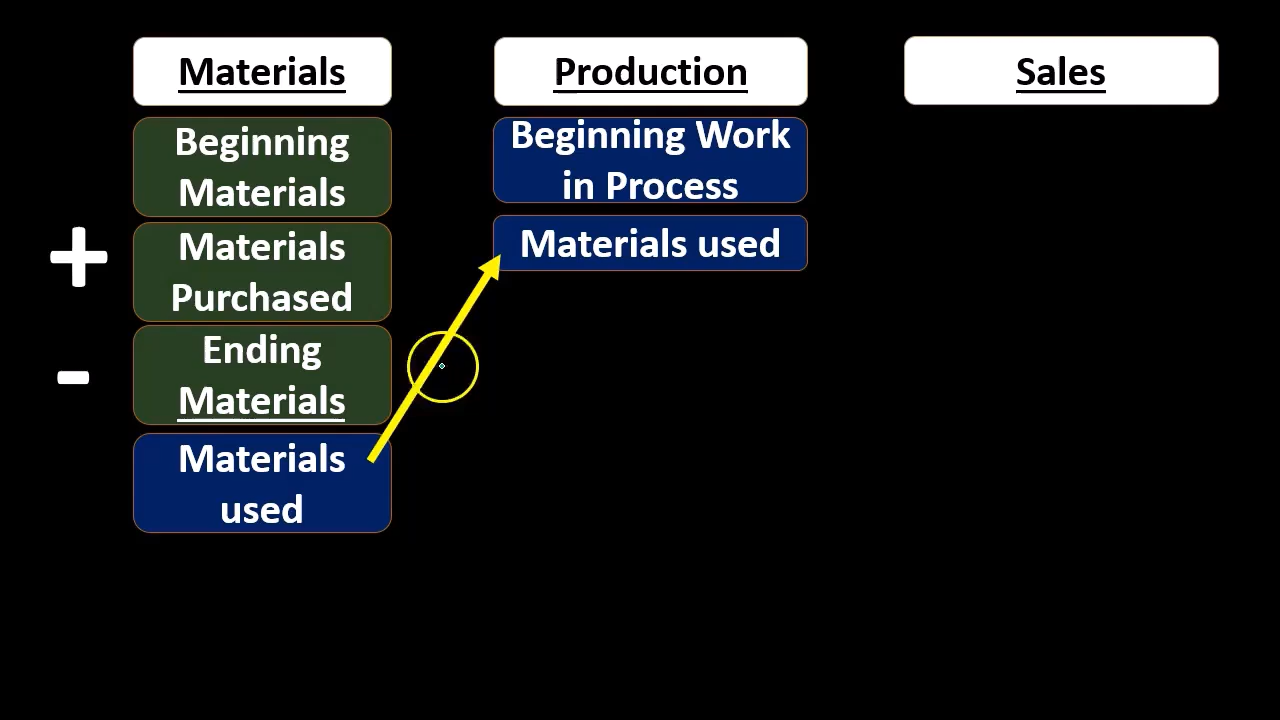 Materials
Beginning
Materials
+
Materials
Purchased
-
Ending
Materials
Materials
used
Production
Beginning Work
in Process
Materials used
Sales